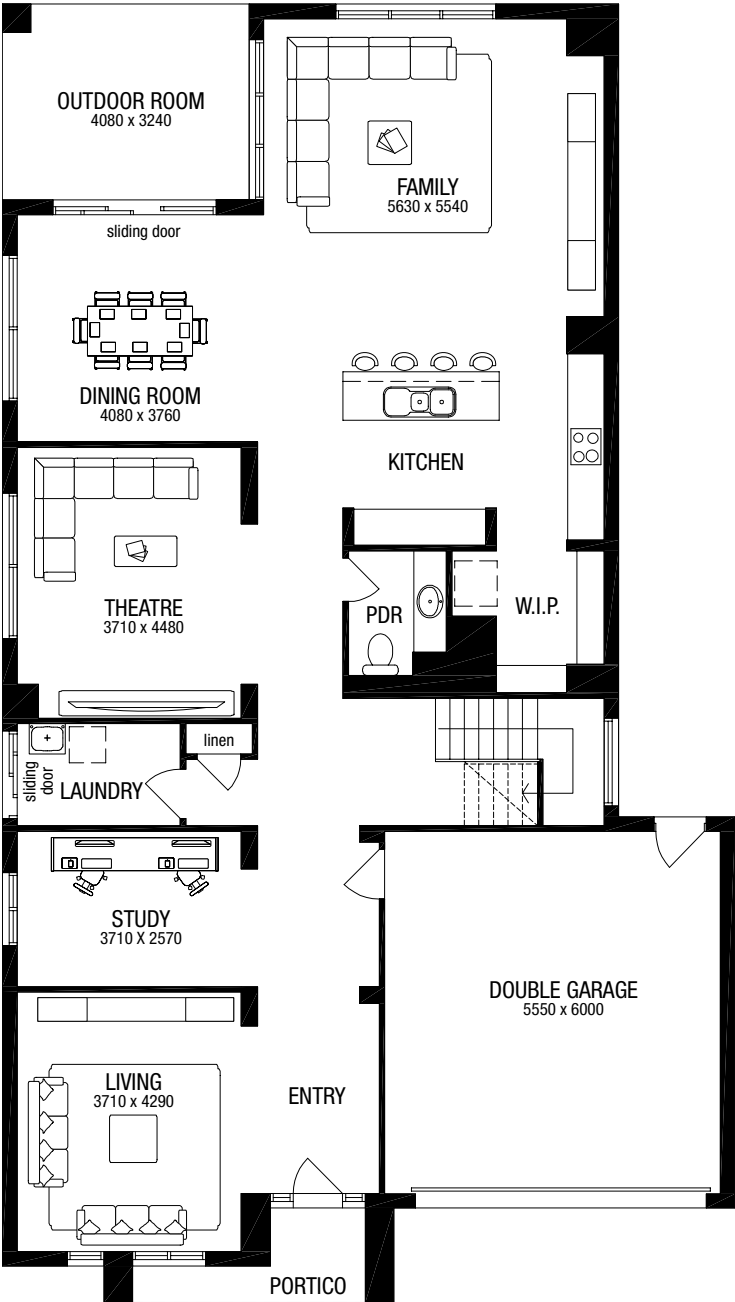 OUTDOOR ROOM
4080 x 3240
FAMILY
5630 x 5540
sliding door
DINING ROOM
4080 x 3760
KITCHEN
THEATRE
3710 x 4480
PDR
W.I.P.
linen
sliding
door
LAUNDRY
STUDY
3710 X 2570
DOUBLE GARAGE
5550 x 6000
LIVING
3710 x 4290
ENTRY
PORTICO